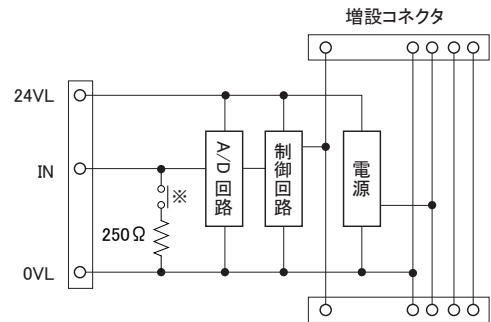 増設コネクタ
24VL
A/D回路
制御回路
電源
IN
※
250Ω
0VL